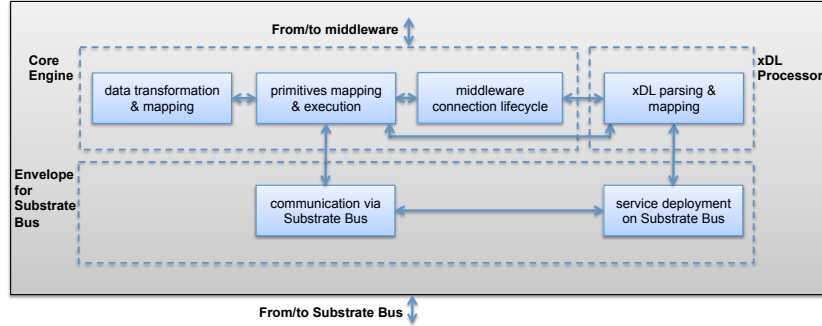 From/to middleware
Core
Engine
xDL
Processor
data transformation
& mapping
primitives mapping
& execution
middleware
connection lifecycle
xDL parsing &
mapping
Envelope
for
Substrate
Bus
communication via
Substrate Bus
service deployment
on Substrate Bus
From/to Substrate Bus